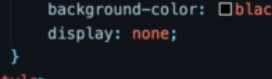 background-color: blac
display: none;
}